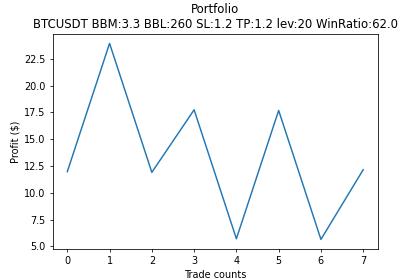 Portfolio
BTCUSDT BBM:3.3 BBL:260 SL:1.2 TP:1.2 lev:20 WinRatio:62.0
Profit ($)
22.5
20.0
17.5
15.0
12.5
10.0
7.5
5.0
0 1 2 3 4 5 6 7
Trade counts